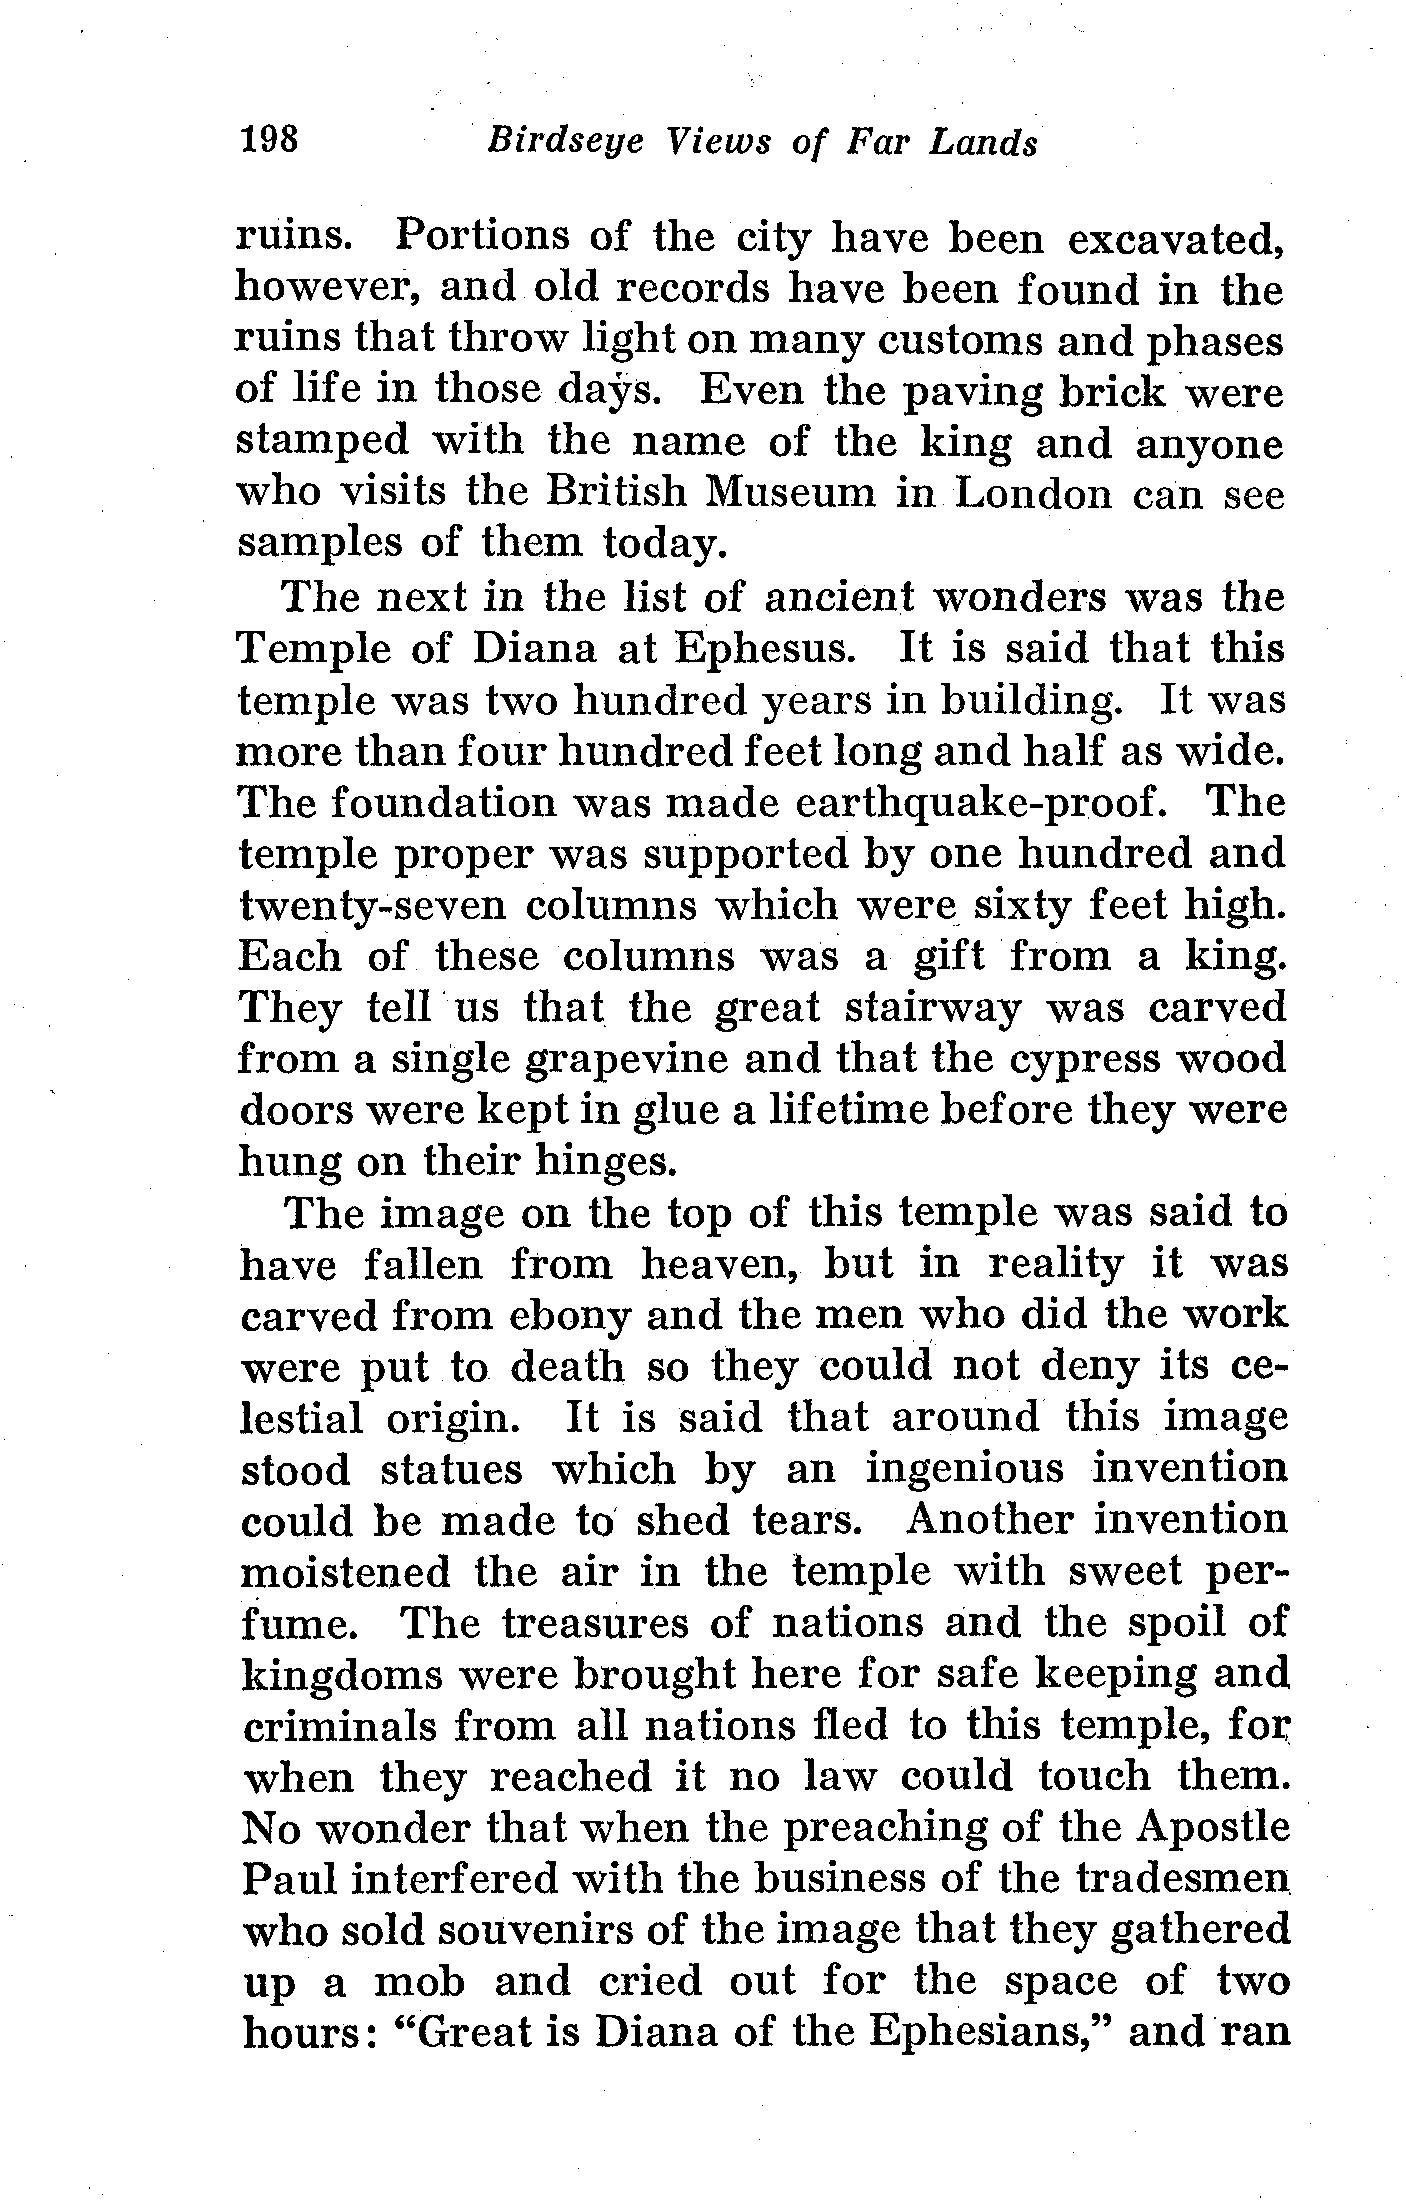 198 Birdseye Views of Far Lands
ruins. Portions of the city have been excavated,
however, and old records have been found in the
ruins that throw light on many customs and phases
of life in those days. Even the paving brick were
stamped with the name of the king and anyone
who visits the British Museum in London can see
samples of them today.
The next in the list of ancient wonders was the
Temple of Diana at Ephesus. It is said that this
temple was two hundred years in building. It was
more than four hundred feet long and half as wide.
The foundation was made earthquake-proof. The
temple proper was supported by one hundred and
twenty-seven columns which were sixty feet high.
Each of these columns was a gift from a king.
They tell us that the great stairway was carved
from a single grapevine and that the cypress wood
doors were kept in glue a lifetime before they were
hung on their hinges.
The image on the top of this temple was said to
have fallen from heaven, but in reality it was
carved from ebony and the men who did the work
were put to death so they could not deny its ce-
lestial origin. It is said that around this image
stood statues which by an ingenious invention
could be made to shed tears. Another invention
moistened the air in the temple with sweet per-
fume. The treasures of nations and the spoil of
kingdoms were brought here for safe keeping and
criminals from all nations fled to this temple, for
when they reached it no law could touch them.
No wonder that when the preaching of the Apostle
Paul interfered with the business of the tradesmen
who sold souvenirs of the image that they gathered
up a mob and cried out for the space of two
hours: "Great is Diana of the Ephesians," and ran